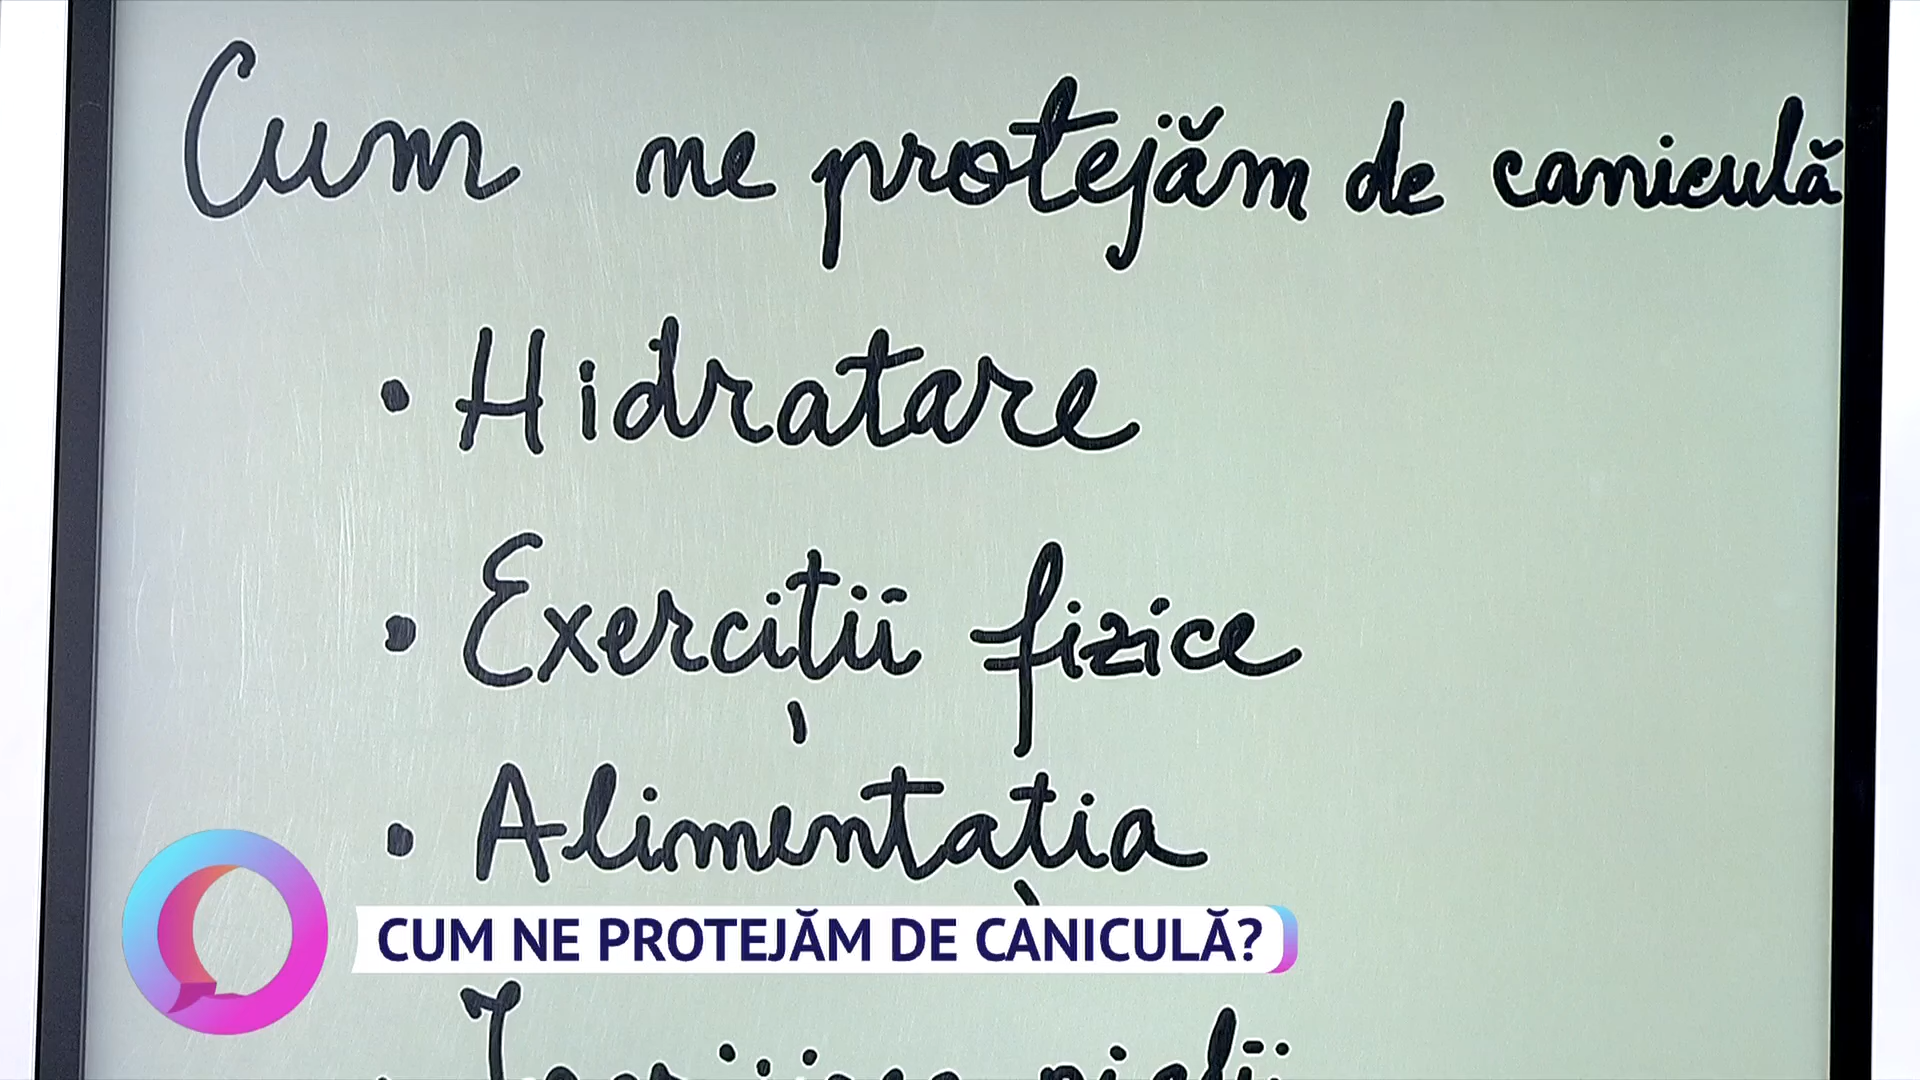 Cum ne protejăm de caniculă
• Hidratare
• Exerciții fizice
• Alimentația
CUM NE PROTEJĂM DE CANICULĂ?